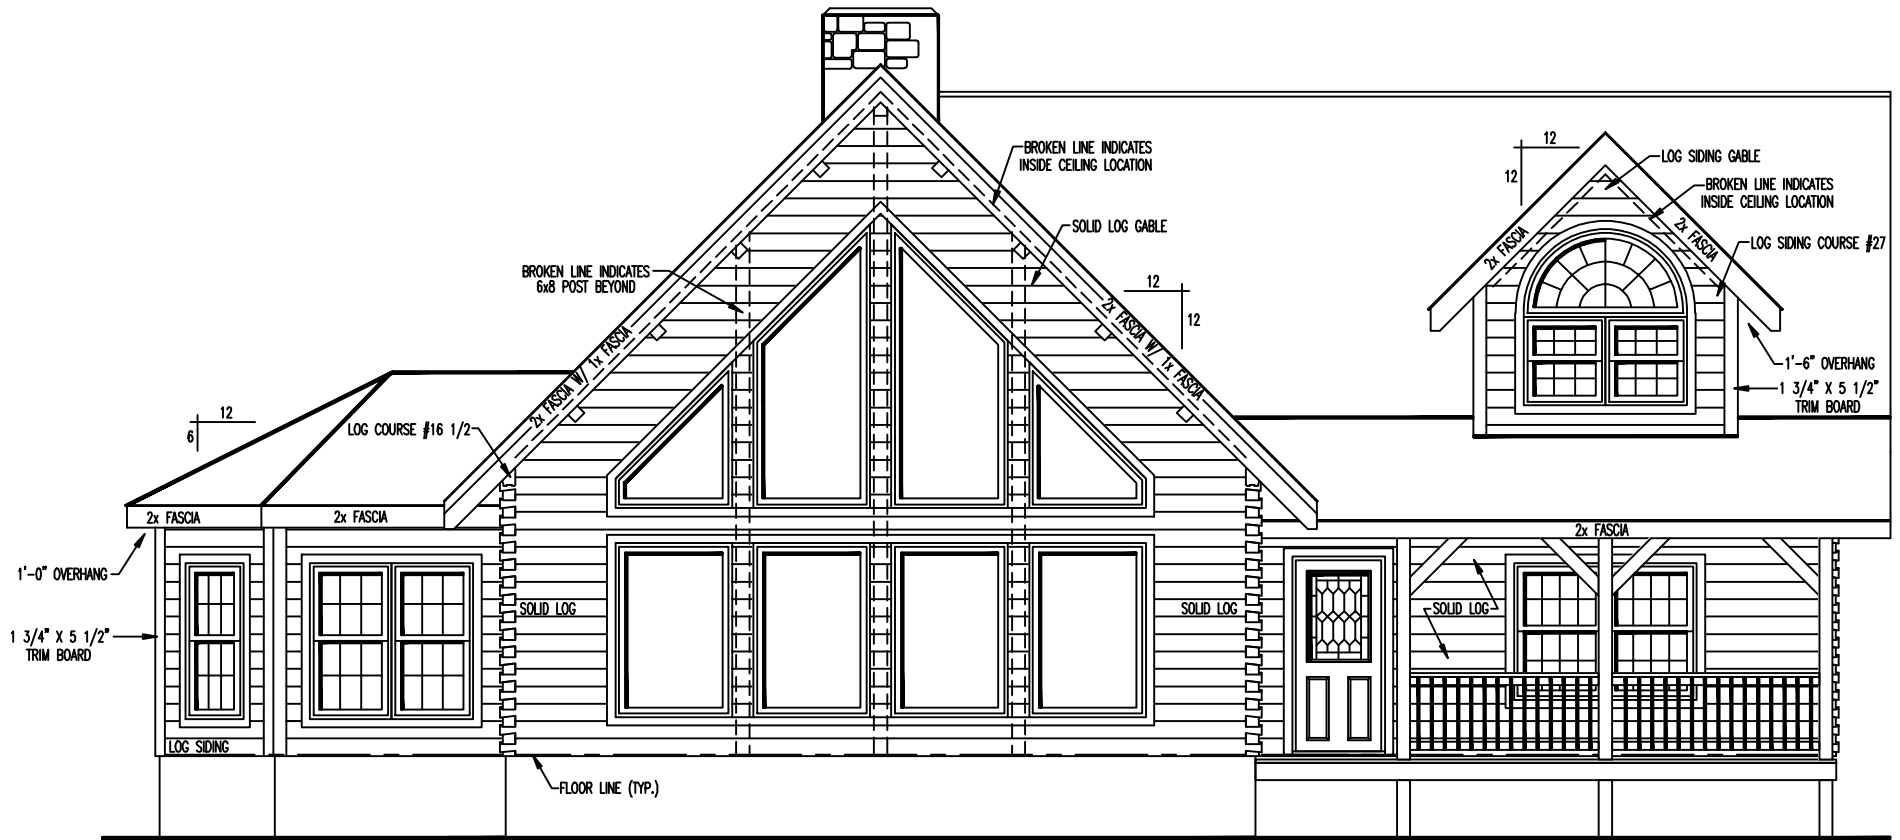 BROKEN LINE INDICATES
INSIDE CEILING LOCATION
12
12
LOG SIDING GABLE
BROKEN LINE INDICATES
INSIDE CEILING LOCATION
SOLID LOG GABLE
2x FASCIA
2x FASCIA
LOG SIDING COURSE #27
BROKEN LINE INDICATES
6x8 POST BEYOND
12
12
2x FASCIA W/ 1x FASCIA
2x FASCIA W/ 1x FASCIA
1'-6" OVERHANG
1 3/4" X 5 1/2"
TRIM BOARD
12
6
LOG COURSE #16 1/2
2x FASCIA
2x FASCIA
2x FASCIA
1'-0" OVERHANG
SOLID LOG
SOLID LOG
SOLID LOG
1 3/4" X 5 1/2"
TRIM BOARD
LOG SIDING
FLOOR LINE (TYP.)